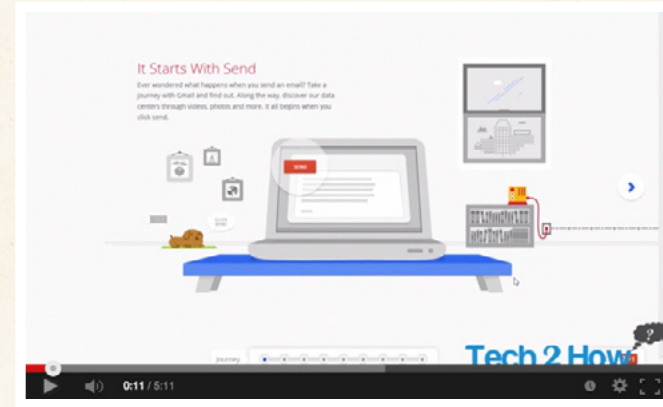 It Starts With Send
Ever wondered what happens when you send an email? Take a
journey with Gmail and find out. Along the way, discover our data
centers through videos, photos and more. It all begins when you
click send.
SEND
Journey
Tech 2 How
?
0:11 / 5:11